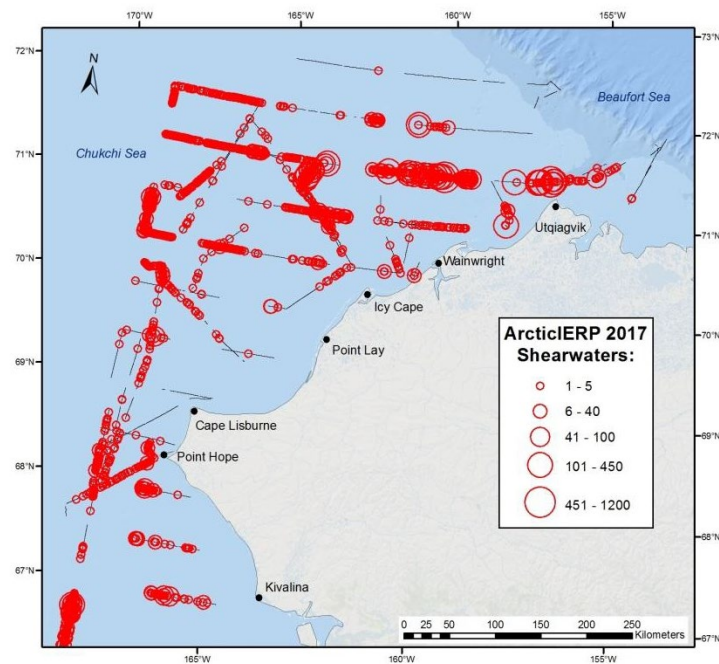 170°W 165°W 160°W 155°W
72°N 73°N
N
Beaufort Sea
Chukchi Sea
71°N 72°N
Utqiagvik
70°N 71°N
Wainwright
Icy Cape
ArcticIERP 2017
Shearwaters:
1 - 5
6 - 40
41 - 100
101 - 450
451 - 1200
Point Lay
70°N
69°N
Cape Lisburne
69°N
Point Hope
68°N
68°N
67°N
Kivalina
0 25 50 100 150 200 250
Kilometers
67°N
165°W 160°W 155°W